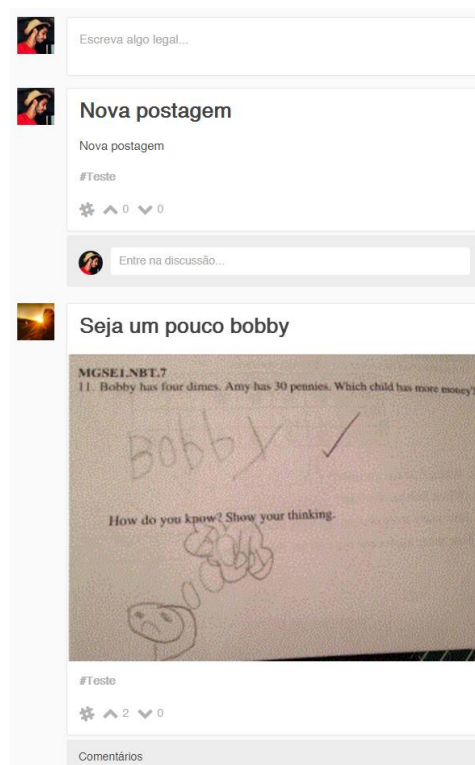 Escreva algo legal...
Nova postagem
Nova postagem
#Teste
0 0
Entre na discussão...
Seja um pouco bobby
MGSE1.NBT.7
11. Bobby has four dimes. Amy has 30 pennies. Which child has more money?
BOBBY
How do you know? Show your thinking.
Bobby
#Teste
2 0
Comentários